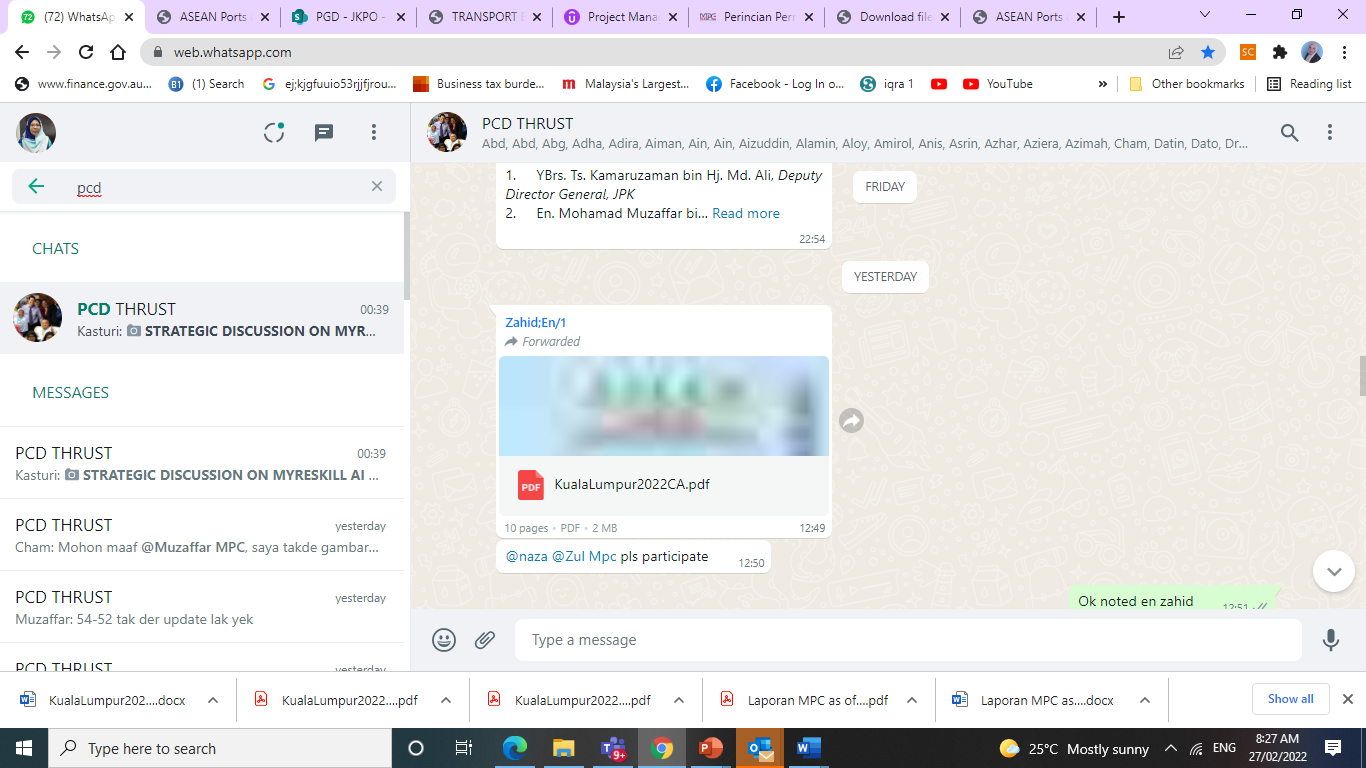 (72) WhatsAp
ASEAN Ports
PGD - JKPO -
TRANSPORT E
Project Mana
Perincian Perr
Download file
ASEAN Ports
web.whatsapp.com
www.finance.gov.au...
(1) Search
ej;kjgfuuio53rjjfjrou...
Business tax burde...
Malaysia's Largest...
Facebook - Log In o...
iqra 1
YouTube
»
Other bookmarks
Reading list
PCD THRUST
Abd, Abd, Abg, Adha, Adira, Aiman, Ain, Ain, Aizuddin, Alamin, Aloy, Amirol, Anis, Asrin, Azhar, Aziera, Azimah, Cham, Datin, Dato, Dr...
pcd
CHATS
PCD THRUST
00:39
Kasturi: STRATEGIC DISCUSSION ON MYR...
MESSAGES
PCD THRUST
00:39
Kasturi: STRATEGIC DISCUSSION ON MYRESKILL AI ...
PCD THRUST
yesterday
Cham: Mohon maaf @Muzaffar MPC, saya takde gambar...
PCD THRUST
yesterday
Muzaffar: 54-52 tak der update lak yek
PCD THRUST
yesterday
1. YBrs. Ts. Kamaruzaman bin Hj. Md. Ali, Deputy
Director General, JPK
2. En. Mohamad Muzaffar bi... Read more
22:54
FRIDAY
YESTERDAY
Zahid;En/1
Forwarded
PDF
KualaLumpur2022CA.pdf
10 pages • PDF • 2 MB
12:49
@naza @Zul Mpc pls participate
12:50
Ok noted en zahid
12:51
Type a message
KualaLumpur202....docx
KualaLumpur2022....pdf
KualaLumpur2022....pdf
Laporan MPC as of....pdf
Laporan MPC as....docx
Show all
Type here to search
9+
25°C Mostly sunny
ENG
8:27 AM
27/02/2022